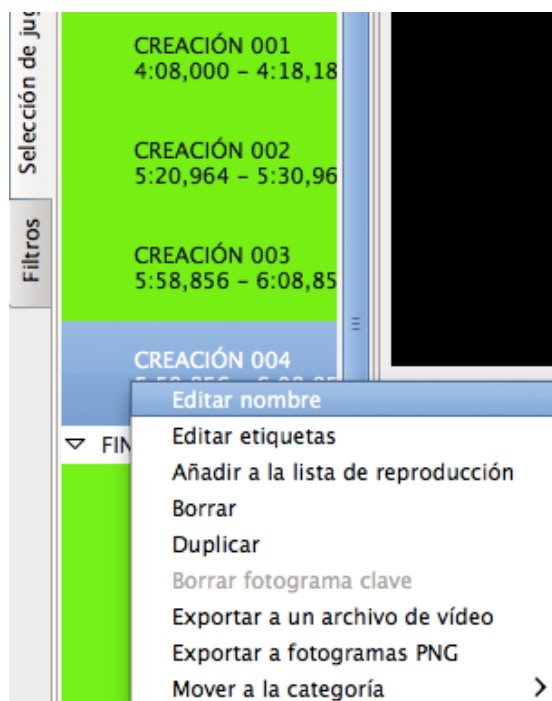 Selección de jug
Filtros
CREACIÓN 001
4:08,000 – 4:18,18
CREACIÓN 002
5:20,964 – 5:30,96
CREACIÓN 003
5:58,856 – 6:08,85
CREACIÓN 004
FIN
Editar nombre
Editar etiquetas
Añadir a la lista de reproducción
Borrar
Duplicar
Borrar fotograma clave
Exportar a un archivo de vídeo
Exportar a fotogramas PNG
Mover a la categoría